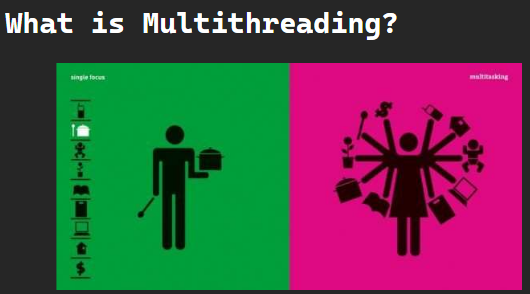 What is Multithreading?
single focus
multitasking
$
$